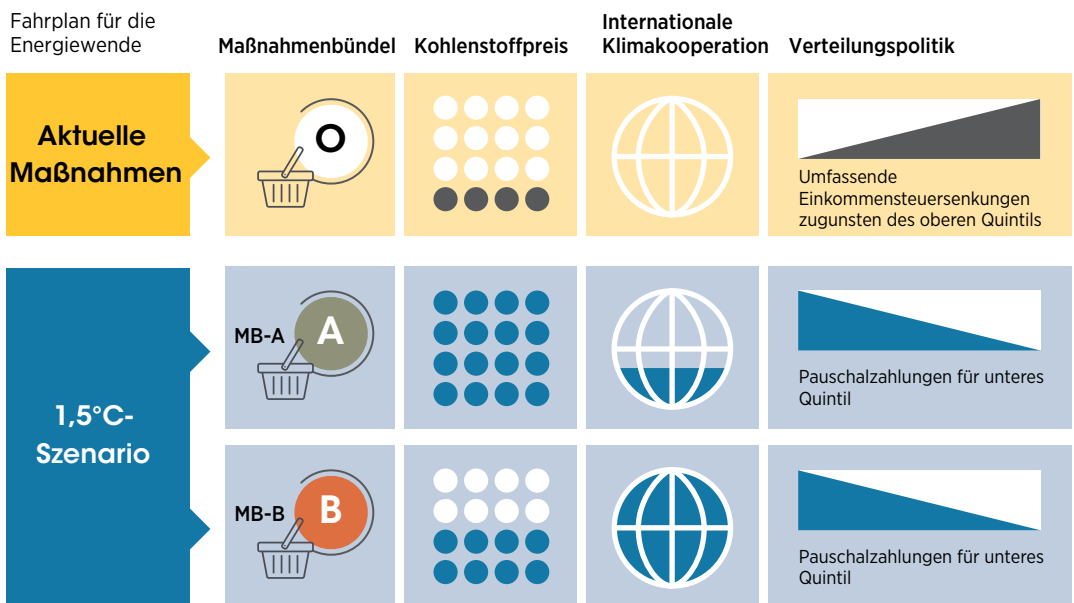 Fahrplan für die
Energiewende
Maßnahmenbündel
Kohlenstoffpreis
Internationale
Klimakooperation
Verteilungspolitik
Aktuelle
Maßnahmen
O
Umfassende
Einkommensteuersenkungen
zugunsten des oberen Quintils
1,5°C-
Szenario
MB-A
A
Pauschalzahlungen für unteres
Quintil
MB-B
B
Pauschalzahlungen für unteres
Quintil